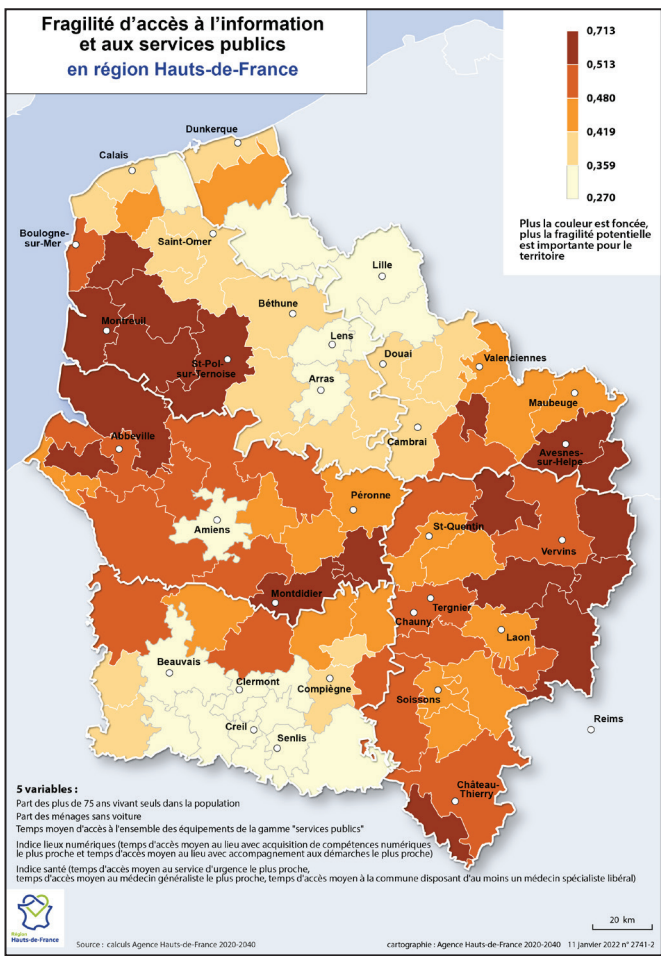 Fragilité d'accès à l'information
et aux services publics
en région Hauts-de-France
0,713
0,513
0,480
0,419
0,359
0,270
Plus la couleur est foncée,
plus la fragilité potentielle
est importante pour le
territoire
Dunkerque
Calais
Boulogne-
sur-Mer
Saint-Omer
Lille
Béthune
Montreuil
Lens
St-Pol-
sur-Ternoise
Douai
Valenciennes
Arras
Maubeuge
Cambrai
Abbeville
Avesnes-
sur-Helpe
Péronne
Amiens
St-Quentin
Vervins
Montdidier
Tergnier
Chauny
Laon
Beauvais
Clermont
Compiègne
Soissons
Creil
Senlis
Reims
Château-
Thierry
5 variables :
Part des plus de 75 ans vivant seuls dans la population
Part des ménages sans voiture
Temps moyen d'accès à l'ensemble des équipements de la gamme "services publics"
Indice lieux numériques (temps d'accès moyen au lieu avec acquisition de compétences numériques
le plus proche et temps d'accès moyen au lieu avec accompagnement aux démarches le plus proche)
Indice santé (temps d'accès moyen au service d'urgence le plus proche,
temps d'accès moyen au médecin généraliste le plus proche, temps d'accès moyen à la commune disposant d'au moins un médecin spécialiste libéral)
Région
Hauts-de-France
20 km
Source : calculs Agence Hauts-de-France 2020-2040
cartographie : Agence Hauts-de-France 2020-2040 11 janvier 2022 n° 2741-2